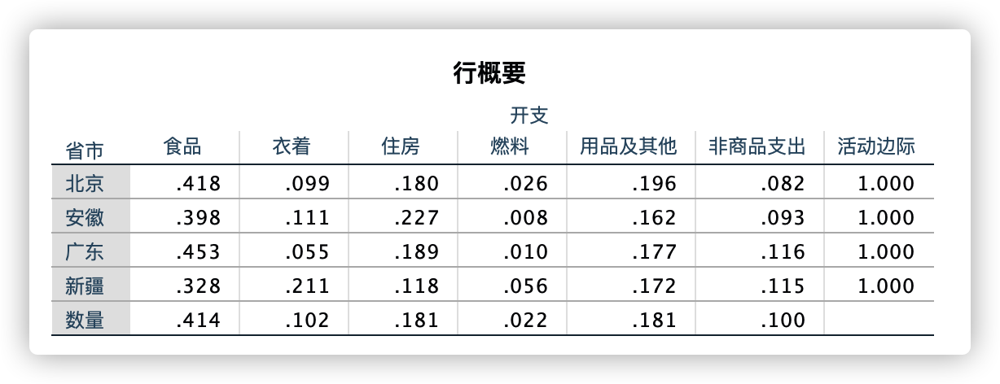 行概要
开支
省市 食品 衣着 住房 燃料 用品及其他 非商品支出 活动边际
北京 .418 .099 .180 .026 .196 .082 1.000
安徽 .398 .111 .227 .008 .162 .093 1.000
广东 .453 .055 .189 .010 .177 .116 1.000
新疆 .328 .211 .118 .056 .172 .115 1.000
数量 .414 .102 .181 .022 .181 .100